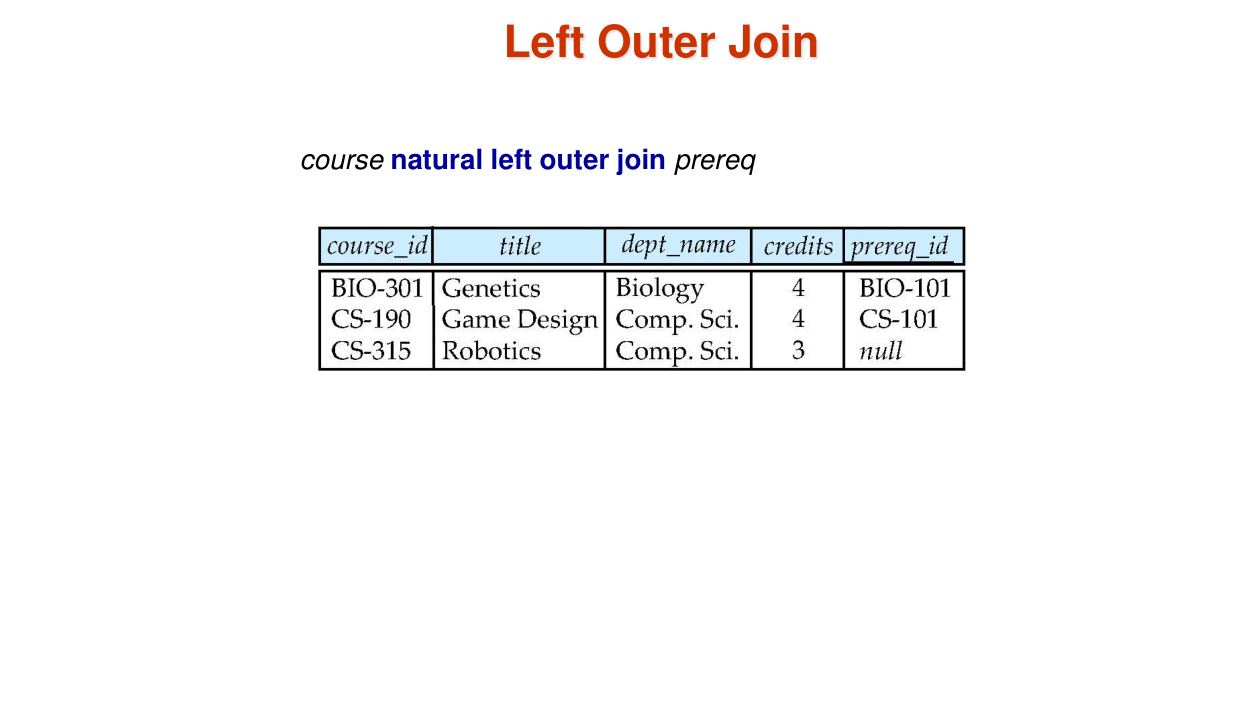 Left Outer Join
course natural left outer join prereq
course_id title dept_name credits prereq_id
BIO-301 Genetics Biology 4 BIO-101
CS-190 Game Design Comp. Sci. 4 CS-101
CS-315 Robotics Comp. Sci. 3 null